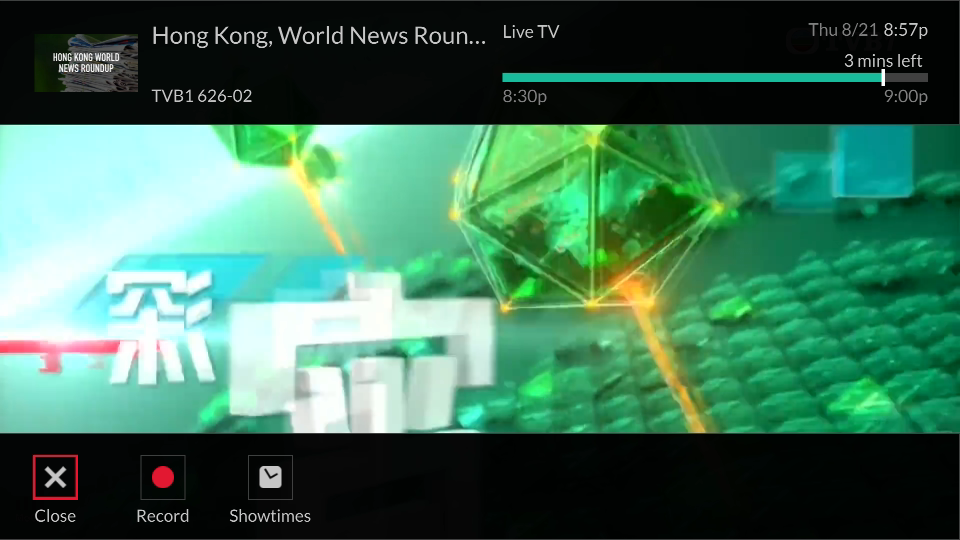 HONG KONG WORLD
NEWS ROUNDUP
Hong Kong, World News Roun...
TVB1 626-02
Live TV
Thu 8/21 8:57p
3 mins left
8:30p
9:00p
彩
Close
Record
Showtimes